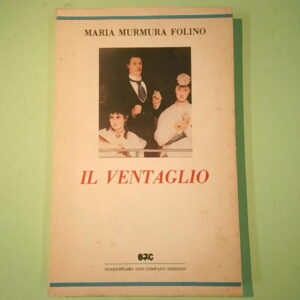 MARIA MURMURA FOLINO
IL VENTAGLIO
SHAKESPEARE AND COMPANY EDIZIONI